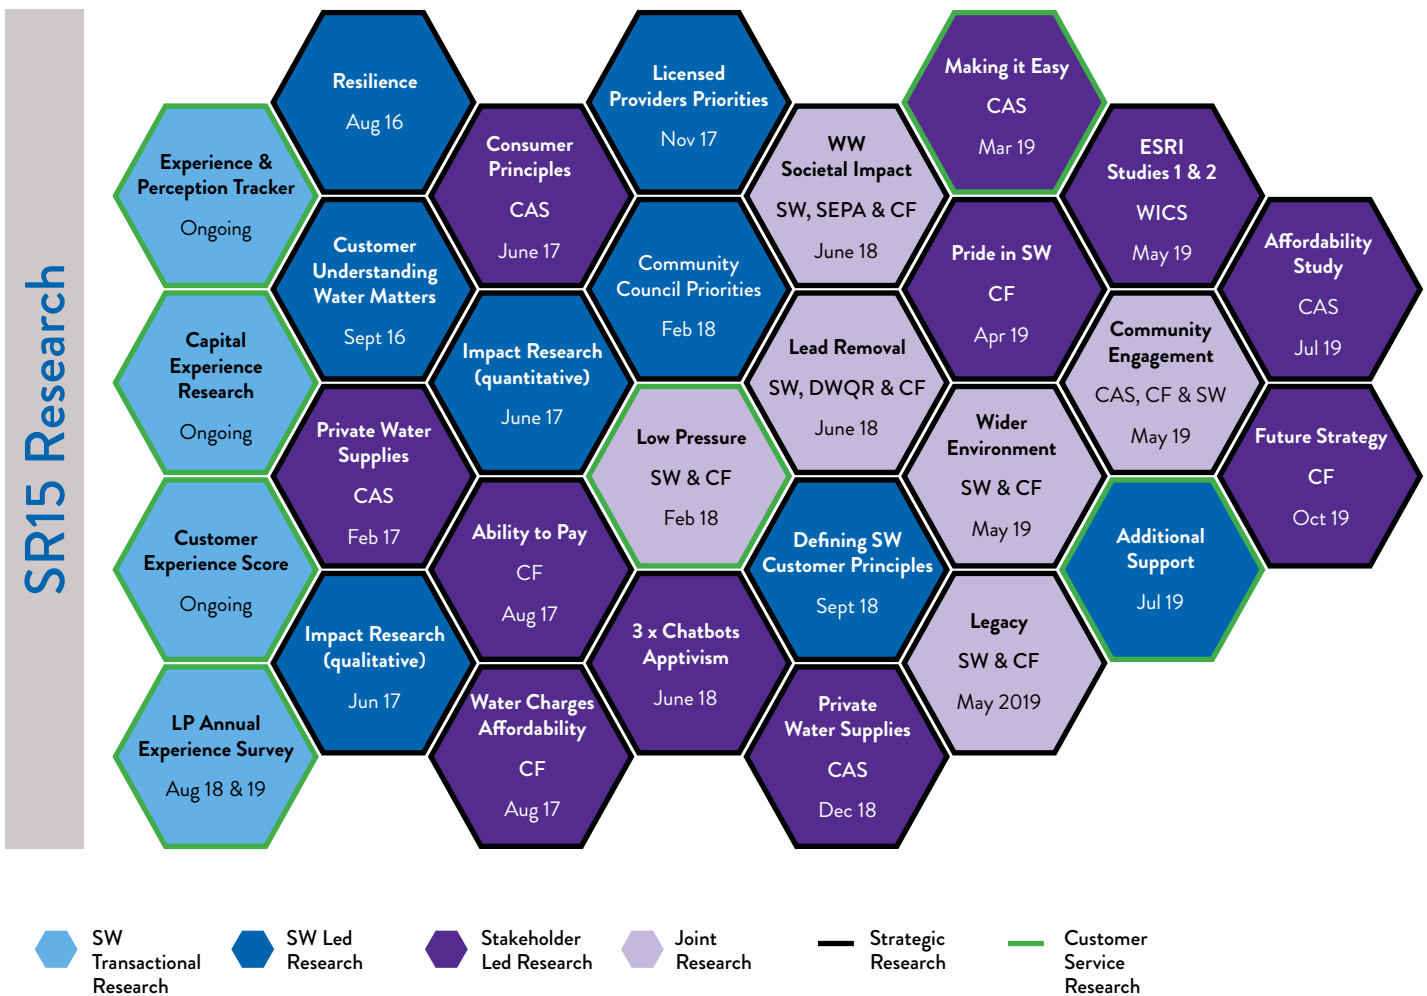 SR15 Research
Experience &
Perception Tracker
Ongoing
Capital
Experience
Research
Ongoing
Customer
Experience Score
Ongoing
LP Annual
Experience Survey
Aug 18 & 19
Resilience
Aug 16
Customer
Understanding
Water Matters
Sept 16
Private Water
Supplies
CAS
Feb 17
Impact Research
(qualitative)
Jun 17
Consumer
Principles
CAS
June 17
Impact Research
(quantitative)
June 17
Ability to Pay
CF
Aug 17
Water Charges
Affordability
CF
Aug 17
Licensed
Providers Priorities
Nov 17
Community
Council Priorities
Feb 18
Low Pressure
SW & CF
Feb 18
3 x Chatbots
Apptivism
June 18
WW
Societal Impact
SW, SEPA & CF
June 18
Lead Removal
SW, DWQR & CF
June 18
Defining SW
Customer Principles
Sept 18
Private
Water Supplies
CAS
Dec 18
Making it Easy
CAS
Mar 19
Pride in SW
CF
Apr 19
Wider
Environment
SW & CF
May 19
Legacy
SW & CF
May 2019
ESRI
Studies 1 & 2
WICS
May 19
Community
Engagement
CAS, CF & SW
May 19
Additional
Support
Jul 19
Affordability
Study
CAS
Jul 19
Future Strategy
CF
Oct 19
SW
Transactional
Research
SW Led
Research
Stakeholder
Led Research
Joint
Research
Strategic
Research
Customer
Service
Research